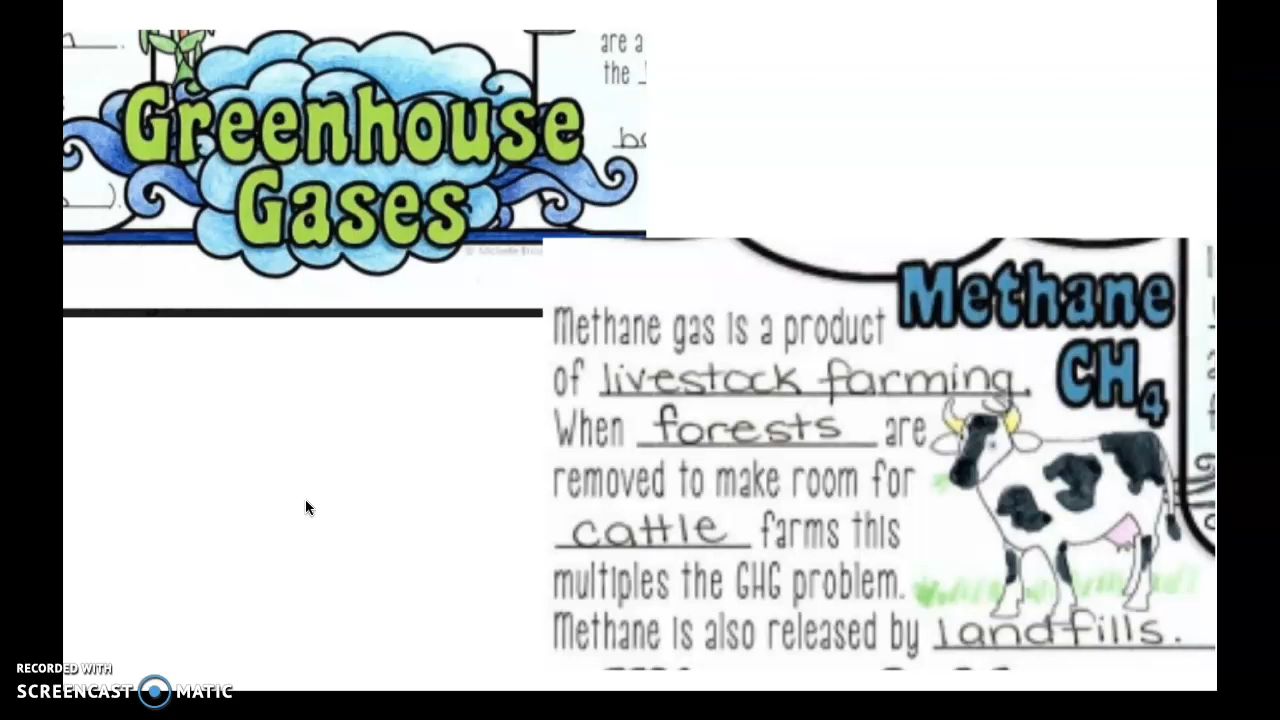 are a
the
Greenhouse
Gases
Methane
CH4
Methane gas is a product
of livestock farming.
When forests are
removed to make room for
cattle farms this
multiples the GHG problem.
Methane is also released by landfills.
RECORDED WITH
SCREENCAST MATIC